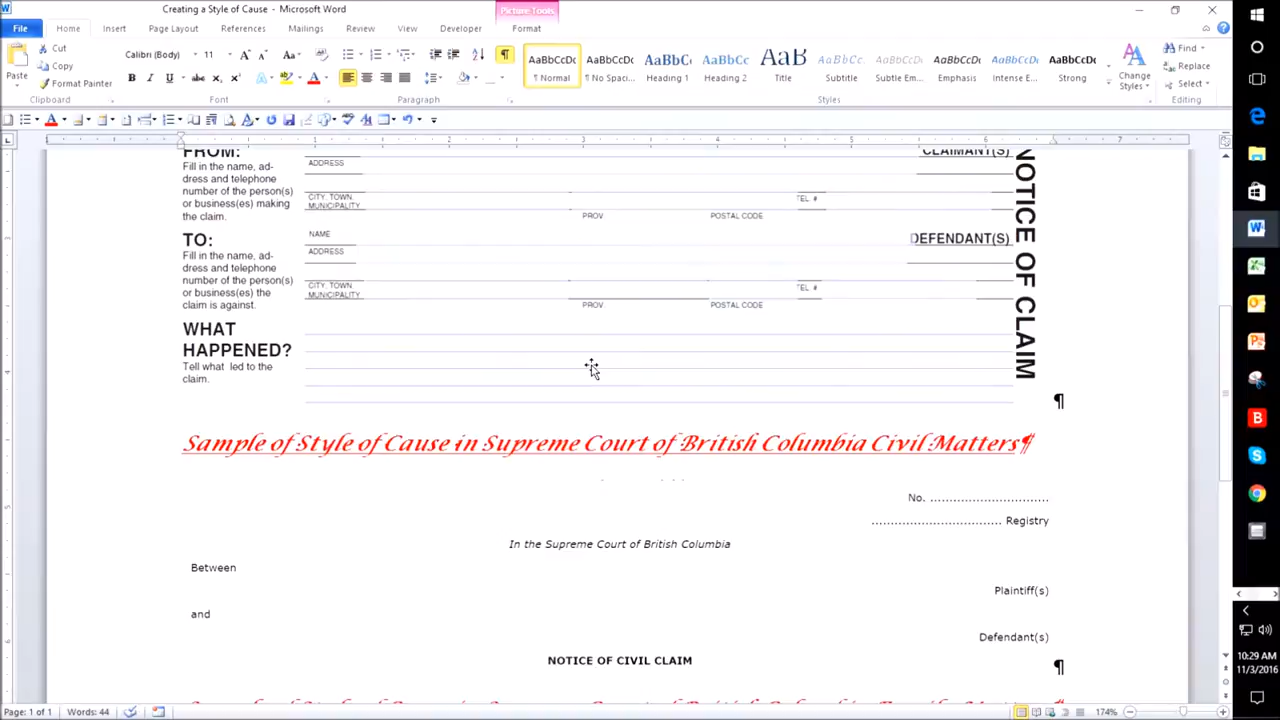 Creating a Style of Cause - Microsoft Word
Picture Tools
File Home Insert Page Layout References Mailings Review View Developer Format
Cut
Copy
Format Painter
Paste
Calibri (Body) 11
AaBbCcDc AaBbCcDc AaBbC AaBbCc AaB AaBbCc. AaBbCcDc AaBbCcDc AaBbCcDc AaBbCcDc
¶ Normal ¶ No Spaci... Heading 1 Heading 2 Title Subtitle Subtle Em... Emphasis Intense E... Strong
Change
Styles
Find
Replace
Select
Clipboard Font Paragraph Styles Editing
FROM:
Fill in the name, ad-
dress and telephone
number of the person(s)
or business(es) making
the claim.
ADDRESS
CLAIMANT(S)
CITY, TOWN,
MUNICIPALITY
TEL. #
PROV. POSTAL CODE
TO:
Fill in the name, ad-
dress and telephone
number of the person(s)
or business(es) the
claim is against.
NAME
DEFENDANT(S)
ADDRESS
CITY, TOWN,
MUNICIPALITY
TEL. #
PROV. POSTAL CODE
NOTICE OF CLAIM
WHAT
HAPPENED?
Tell what led to the
claim.
¶
Sample of Style of Cause in Supreme Court of British Columbia Civil Matters¶
No. ...............................
.................................. Registry
In the Supreme Court of British Columbia
Between
Plaintiff(s)
and
Defendant(s)
NOTICE OF CIVIL CLAIM
¶
Page: 1 of 1 Words: 44
174%
10:29 AM
11/3/2016